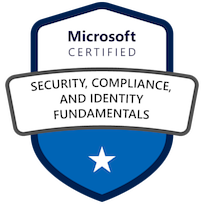 Microsoft
CERTIFIED
SECURITY, COMPLIANCE,
AND IDENTITY
FUNDAMENTALS